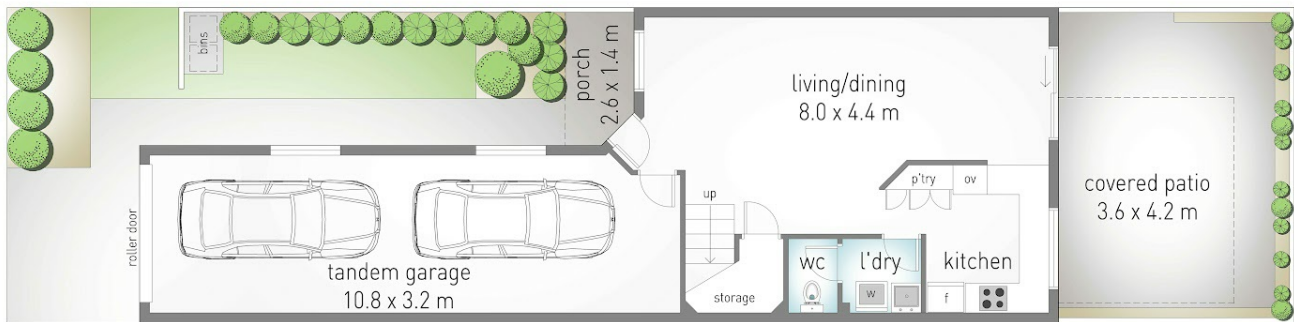 bins
porch
2.6 x 1.4 m
living/dining
8.0 x 4.4 m
p'try
ov
up
covered patio
3.6 x 4.2 m
roller door
tandem garage
10.8 x 3.2 m
wc
l'dry
kitchen
storage
w
f